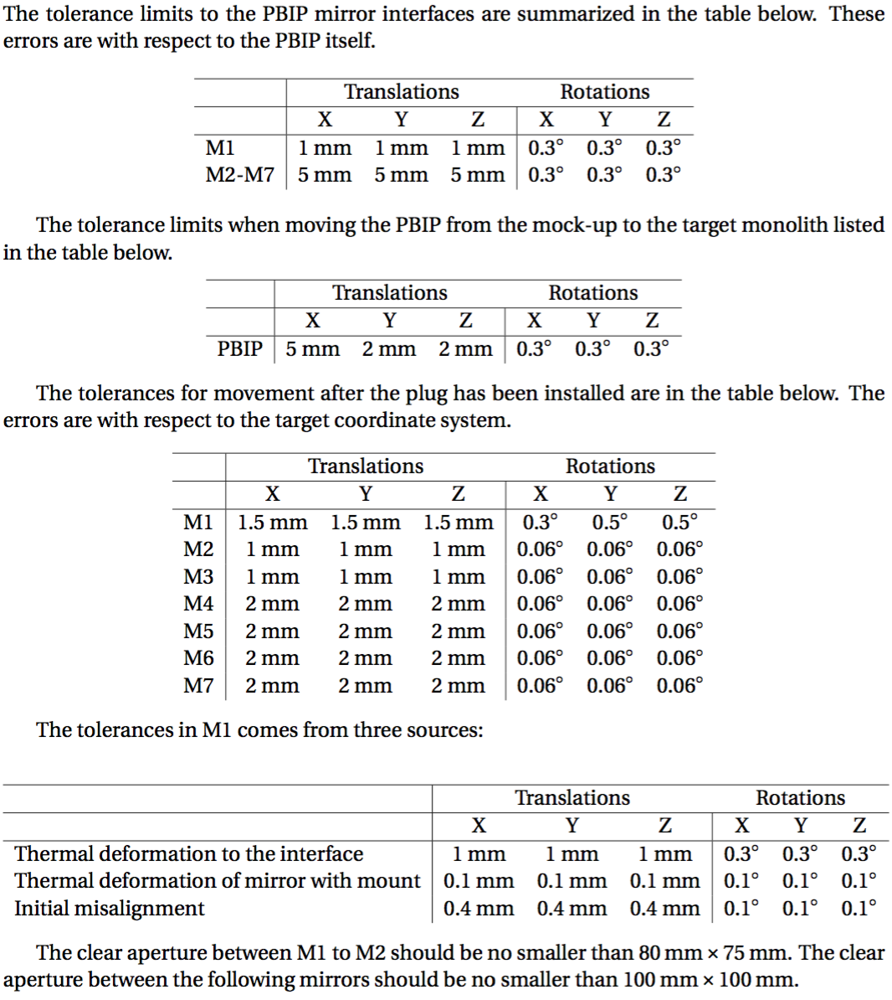 The tolerance limits to the PBIP mirror interfaces are summarized in the table below. These
errors are with respect to the PBIP itself.
Translations Rotations
X Y Z X Y Z
M1 1 mm 1 mm 1 mm 0.3° 0.3° 0.3°
M2-M7 5 mm 5 mm 5 mm 0.3° 0.3° 0.3°
The tolerance limits when moving the PBIP from the mock-up to the target monolith listed
in the table below.
Translations Rotations
X Y Z X Y Z
PBIP 5 mm 2 mm 2 mm 0.3° 0.3° 0.3°
The tolerances for movement after the plug has been installed are in the table below. The
errors are with respect to the target coordinate system.
Translations Rotations
X Y Z X Y Z
M1 1.5 mm 1.5 mm 1.5 mm 0.3° 0.5° 0.5°
M2 1 mm 1 mm 1 mm 0.06° 0.06° 0.06°
M3 1 mm 1 mm 1 mm 0.06° 0.06° 0.06°
M4 2 mm 2 mm 2 mm 0.06° 0.06° 0.06°
M5 2 mm 2 mm 2 mm 0.06° 0.06° 0.06°
M6 2 mm 2 mm 2 mm 0.06° 0.06° 0.06°
M7 2 mm 2 mm 2 mm 0.06° 0.06° 0.06°
The tolerances in M1 comes from three sources:
Translations Rotations
X Y Z X Y Z
Thermal deformation to the interface 1 mm 1 mm 1 mm 0.3° 0.3° 0.3°
Thermal deformation of mirror with mount 0.1 mm 0.1 mm 0.1 mm 0.1° 0.1° 0.1°
Initial misalignment 0.4 mm 0.4 mm 0.4 mm 0.1° 0.1° 0.1°
The clear aperture between M1 to M2 should be no smaller than 80 mm × 75 mm. The clear
aperture between the following mirrors should be no smaller than 100 mm × 100 mm.